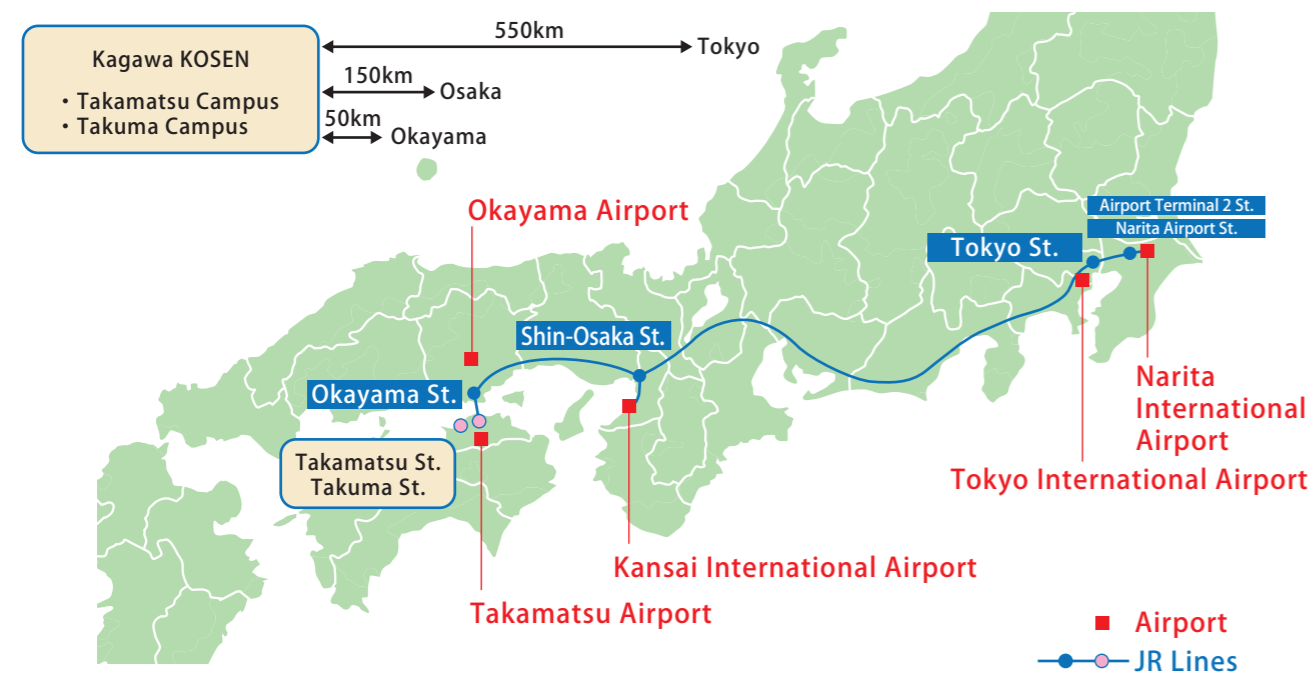 Kagawa KOSEN
・Takamatsu Campus
・Takuma Campus
550km
Tokyo
150km
Osaka
50km
Okayama
Okayama Airport
Airport Terminal 2 St.
Narita Airport St.
Tokyo St.
Shin-Osaka St.
Okayama St.
Takamatsu St.
Takuma St.
Narita
International
Airport
Tokyo International Airport
Kansai International Airport
Takamatsu Airport
Airport
JR Lines